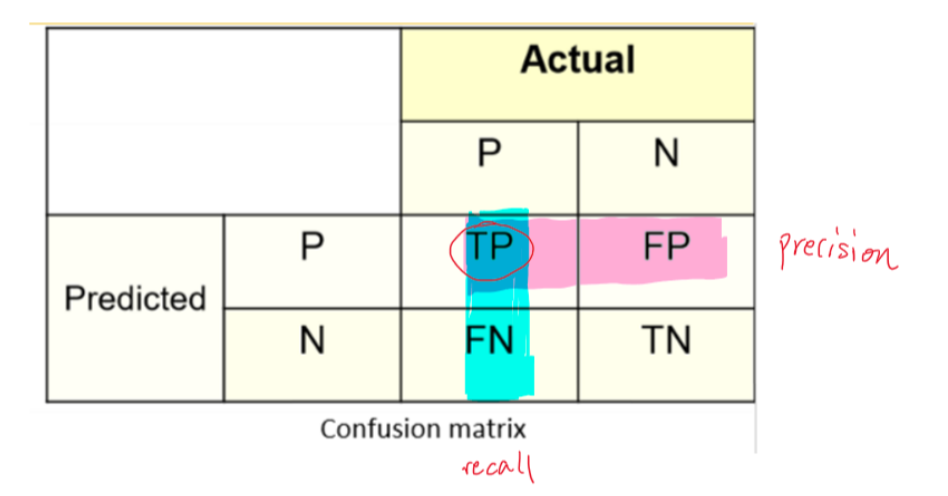 Actual
P N
P TP FP precision
Predicted
N FN TN
Confusion matrix
recall